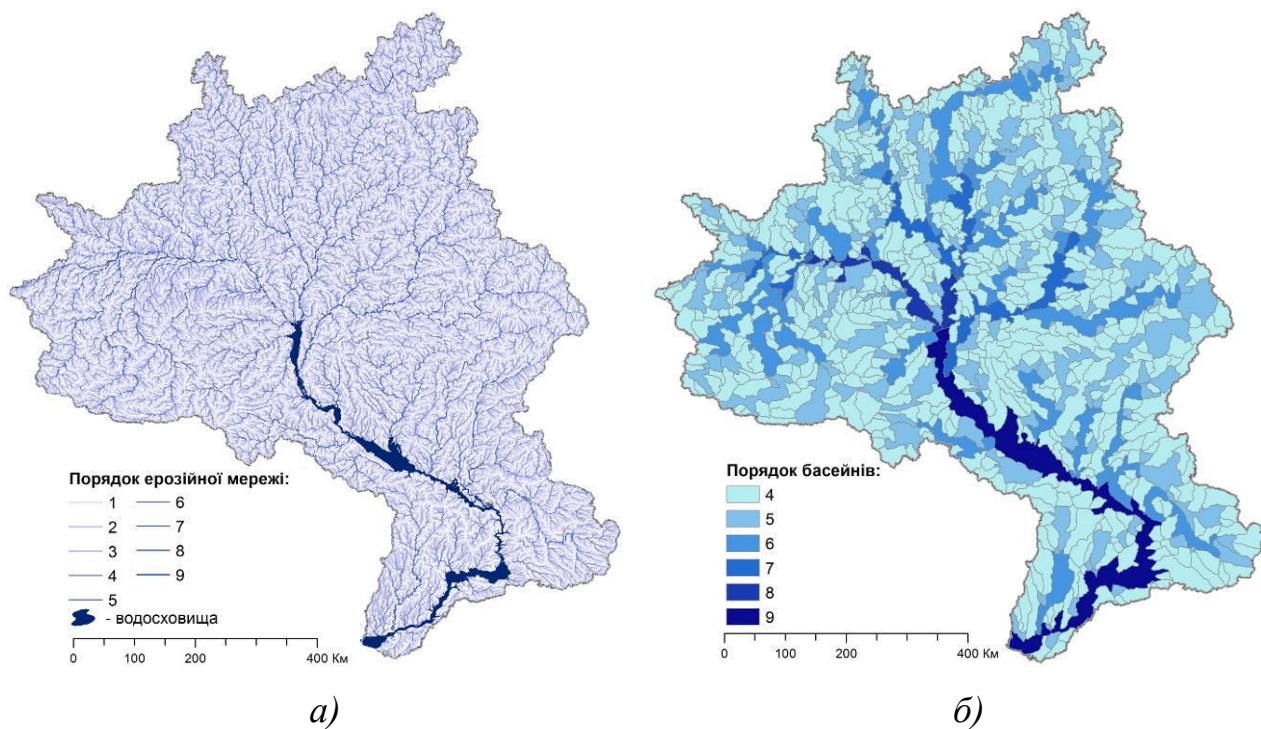 Порядок ерозійної мережі:
1 6
2 7
3 8
4 9
5
- водосховища
0 100 200 400 Км
Порядок басейнів:
4
5
6
7
8
9
0 100 200 400 Км
а) б)